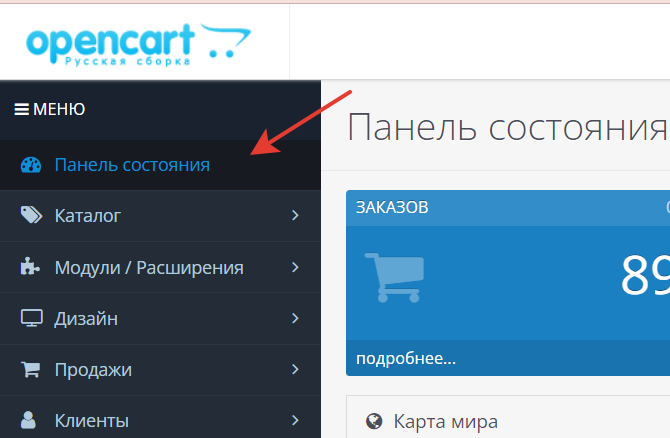 opencart
Русская сборка
МЕНЮ
Панель состояния
Каталог
Модули / Расширения
Дизайн
Продажи
Клиенты
Панель состояния
ЗАКАЗОВ
89
подробнее...
Карта мира